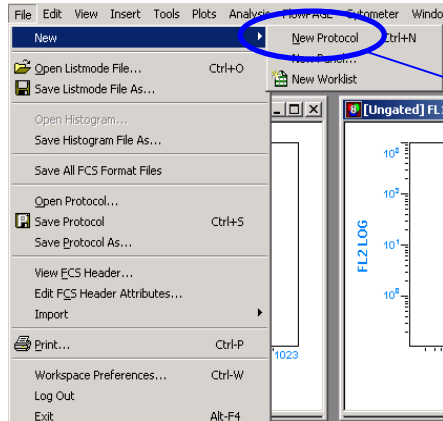 File Edit View Insert Tools Plots Analysis FlowPAGE Cytometer Windo
New
New Protocol Ctrl+N
New Panel...
New Worklist
Open Listmode File... Ctrl+O
Save Listmode File As...
Open Histogram...
Save Histogram File As...
Save All FCS Format Files
Open Protocol...
Save Protocol Ctrl+S
Save Protocol As...
View FCS Header...
Edit FCS Header Attributes...
Import
Print... Ctrl-P
Workspace Preferences... Ctrl-W
Log Out
Exit Alt-F4
1023
[Ungated] FL1
FL2 LOG
10³
10²
10¹
10⁰